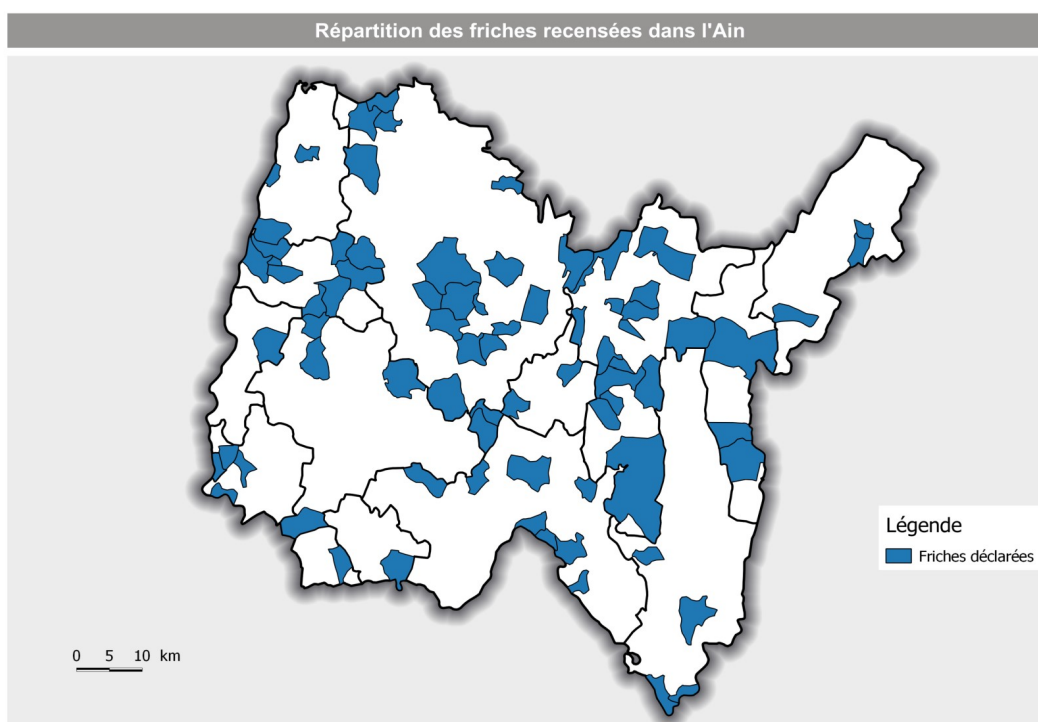 Répartition des friches recensées dans l'Ain
Légende
Friches déclarées
0 5 10 km